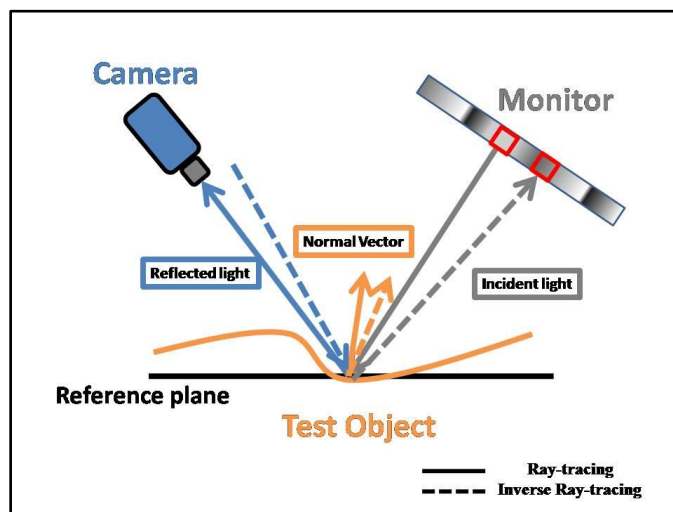 Camera
Monitor
Normal Vector
Reflected light
Incident light
Reference plane
Test Object
Ray-tracing
Inverse Ray-tracing